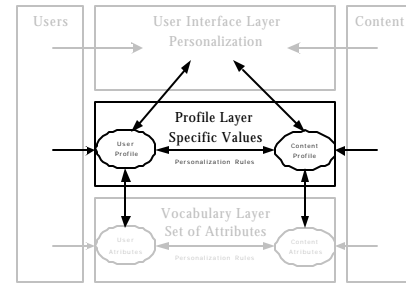 Users
User Interface Layer
Personalization
Content
Profile Layer
Specific Values
User
Profile
Personalization Rules
Content
Profile
Vocabulary Layer
Set of Attributes
User
Attributes
Personalization Rules
Content
Attributes